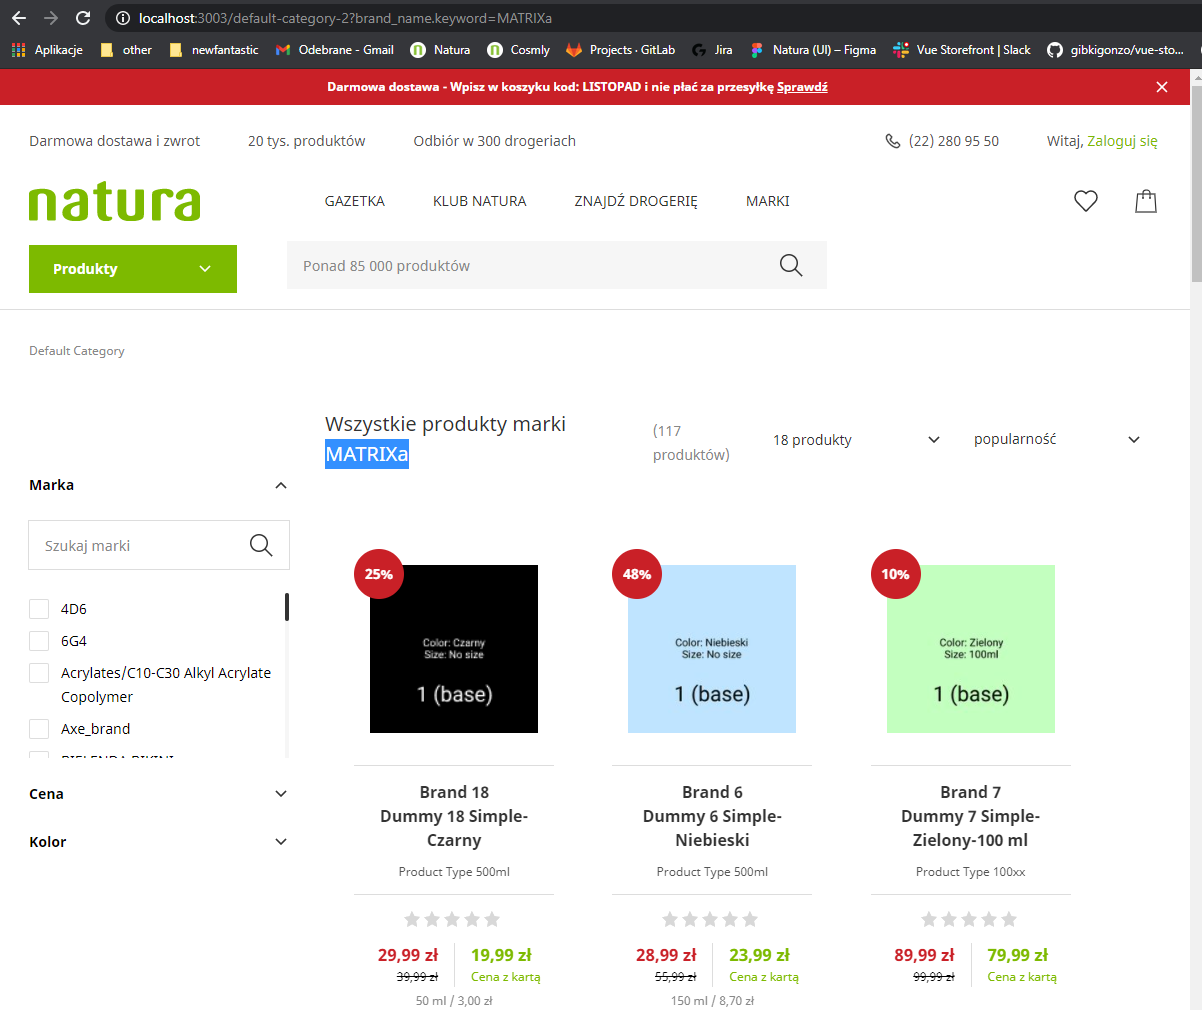 localhost:3003/default-category-2?brand_name.keyword=MATRIXa
Aplikacje other newfantastic Odebrane – Gmail Natura Cosmly Projects · GitLab Jira Natura (UI) – Figma Vue Storefront | Slack gibkigonzo/vue-sto...
Darmowa dostawa - Wpisz w koszyku kod: LISTOPAD i nie płać za przesyłkę Sprawdź
Darmowa dostawa i zwrot 20 tys. produktów Odbiór w 300 drogeriach (22) 280 95 50 Witaj, Zaloguj się
natura
GAZETKA KLUB NATURA ZNAJDŹ DROGERIĘ MARKI
Produkty
Ponad 85 000 produktów
Default Category
Wszystkie produkty marki
MATRIXa
(117
produktów)
18 produkty
popularność
Marka
Szukaj marki
4D6
6G4
Acrylates/C10-C30 Alkyl Acrylate
Copolymer
Axe_brand
BIELENDA BIKINI
Cena
Kolor
25%
Color: Czarny
Size: No size
1 (base)
Brand 18
Dummy 18 Simple-
Czarny
Product Type 500ml
29,99 zł 19,99 zł
39,99 zł Cena z kartą
50 ml / 3,00 zł
48%
Color: Niebieski
Size: No size
1 (base)
Brand 6
Dummy 6 Simple-
Niebieski
Product Type 500ml
28,99 zł 23,99 zł
55,99 zł Cena z kartą
150 ml / 8,70 zł
10%
Color: Zielony
Size: 100ml
1 (base)
Brand 7
Dummy 7 Simple-
Zielony-100 ml
Product Type 100xx
89,99 zł 79,99 zł
99,99 zł Cena z kartą